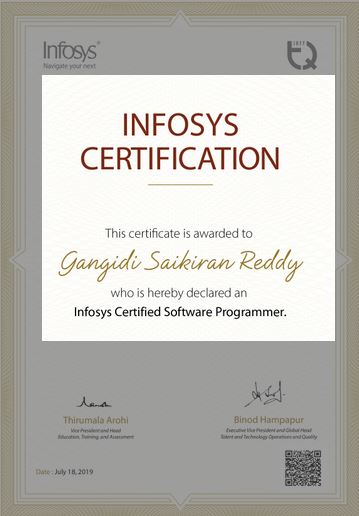 Infosys®
Navigate your next
INFY
TQ
INFOSYS
CERTIFICATION
This certificate is awarded to
Gangidi Saikiran Reddy
who is hereby declared an
Infosys Certified Software Programmer.
Thirumala Arohi
Vice President and Head
Education, Training, and Assessment
Binod Hampapur
Executive Vice President and Global Head
Talent and Technology Operations and Quality
Date : July 18, 2019